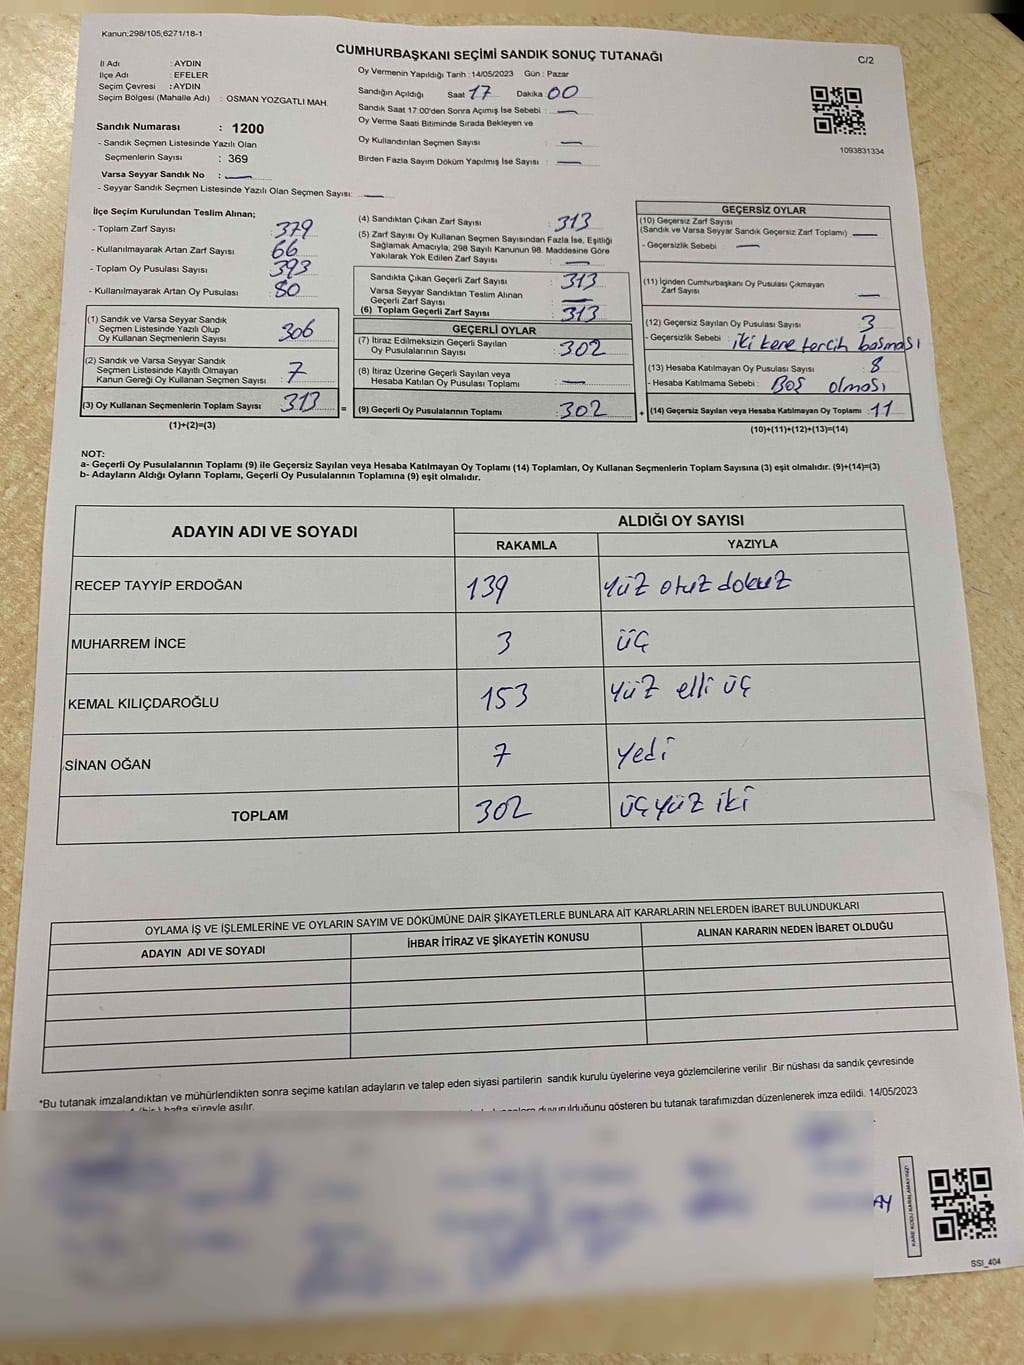 Kanun;298/105,6271/18-1
CUMHURBAŞKANI SEÇİMİ SANDIK SONUÇ TUTANAĞI
C/2
İl Adı : AYDIN
İlçe Adı : EFELER
Seçim Çevresi : AYDIN
Seçim Bölgesi (Mahalle Adı) : OSMAN YOZGATLI MAH.
Sandık Numarası : 1200
- Sandık Seçmen Listesinde Yazılı Olan
Seçmenlerin Sayısı : 369
Varsa Seyyar Sandık No : —
- Seyyar Sandık Seçmen Listesinde Yazılı Olan Seçmen Sayısı: —
Oy Vermenin Yapıldığı Tarih : 14/05/2023 Gün : Pazar
Sandığın Açıldığı Saat 17 Dakika 00
Sandık Saat 17:00'den Sonra Açımış İse Sebebi : —
Oy Verme Saati Bitiminde Sırada Bekleyen ve
Oy Kullandırılan Seçmen Sayısı : —
Birden Fazla Sayım Döküm Yapılmış İse Sayısı : —
1093831334
İlçe Seçim Kurulundan Teslim Alınan;
- Toplam Zarf Sayısı : 379
- Kullanılmayarak Artan Zarf Sayısı : 66
- Toplam Oy Pusulası Sayısı : 393
- Kullanılmayarak Artan Oy Pusulası : 80
(1) Sandık ve Varsa Seyyar Sandık
Seçmen Listesinde Yazılı Olup
Oy Kullanan Seçmenlerin Sayısı : 306
(2) Sandık ve Varsa Seyyar Sandık
Seçmen Listesinde Kayıtlı Olmayan
Kanun Gereği Oy Kullanan Seçmen Sayısı : 7
(3) Oy Kullanan Seçmenlerin Toplam Sayısı : 313
(1)+(2)=(3)
=
(4) Sandıktan Çıkan Zarf Sayısı : 313
(5) Zarf Sayısı Oy Kullanan Seçmen Sayısından Fazla İse, Eşitliği
Sağlamak Amacıyla; 298 Sayılı Kanunun 98. Maddesine Göre
Yakılarak Yok Edilen Zarf Sayısı : —
Sandıkta Çıkan Geçerli Zarf Sayısı : 313
Varsa Seyyar Sandıktan Teslim Alınan
Geçerli Zarf Sayısı : —
(6) Toplam Geçerli Zarf Sayısı : 313
GEÇERLİ OYLAR
(7) İtiraz Edilmeksizin Geçerli Sayılan
Oy Pusulalarının Sayısı : 302
(8) İtiraz Üzerine Geçerli Sayılan veya
Hesaba Katılan Oy Pusulası Toplamı : —
(9) Geçerli Oy Pusulalarının Toplamı : 302
+
GEÇERSİZ OYLAR
(10) Geçersiz Zarf Sayısı
(Sandık ve Varsa Seyyar Sandık Geçersiz Zarf Toplamı) —
- Geçersizlik Sebebi : —
(11) İçinden Cumhurbaşkanı Oy Pusulası Çıkmayan
Zarf Sayısı : —
(12) Geçersiz Sayılan Oy Pusulası Sayısı : 3
- Geçersizlik Sebebi : iki kere tercih basması
(13) Hesaba Katılmayan Oy Pusulası Sayısı : 8
- Hesaba Katılmama Sebebi : Boş olması
(14) Geçersiz Sayılan veya Hesaba Katılmayan Oy Toplamı : 11
(10)+(11)+(12)+(13)=(14)
NOT:
a- Geçerli Oy Pusulalarının Toplamı (9) ile Geçersiz Sayılan veya Hesaba Katılmayan Oy Toplamı (14) Toplamları, Oy Kullanan Seçmenlerin Toplam Sayısına (3) eşit olmalıdır. (9)+(14)=(3)
b- Adayların Aldığı Oyların Toplamı, Geçerli Oy Pusulalarının Toplamına (9) eşit olmalıdır.
ADAYIN ADI VE SOYADI
ALDIĞI OY SAYISI
RAKAMLA YAZIYLA
RECEP TAYYİP ERDOĞAN 139 yüz otuz dokuz
MUHARREM İNCE 3 üç
KEMAL KILIÇDAROĞLU 153 yüz elli üç
SİNAN OĞAN 7 yedi
TOPLAM 302 üç yüz iki
OYLAMA İŞ VE İŞLEMLERİNE VE OYLARIN SAYIM VE DÖKÜMÜNE DAİR ŞİKAYETLERLE BUNLARA AİT KARARLARIN NELERDEN İBARET BULUNDUKLARI
ADAYIN ADI VE SOYADI İHBAR İTİRAZ VE ŞİKAYETİN KONUSU ALINAN KARARIN NEDEN İBARET OLDUĞU
*Bu tutanak imzalandıktan ve mühürlendikten sonra seçime katılan adayların ve talep eden siyasi partilerin sandık kurulu üyelerine veya gözlemcilerine verilir .Bir nüshası da sandık çevresinde
hafta süreyle asılır.
duyurulduğunu gösteren bu tutanak tarafımızdan düzenlenerek imza edildi. 14/05/2023
AY
KARE KODU KARALAMAYINIZ!
SSI_404